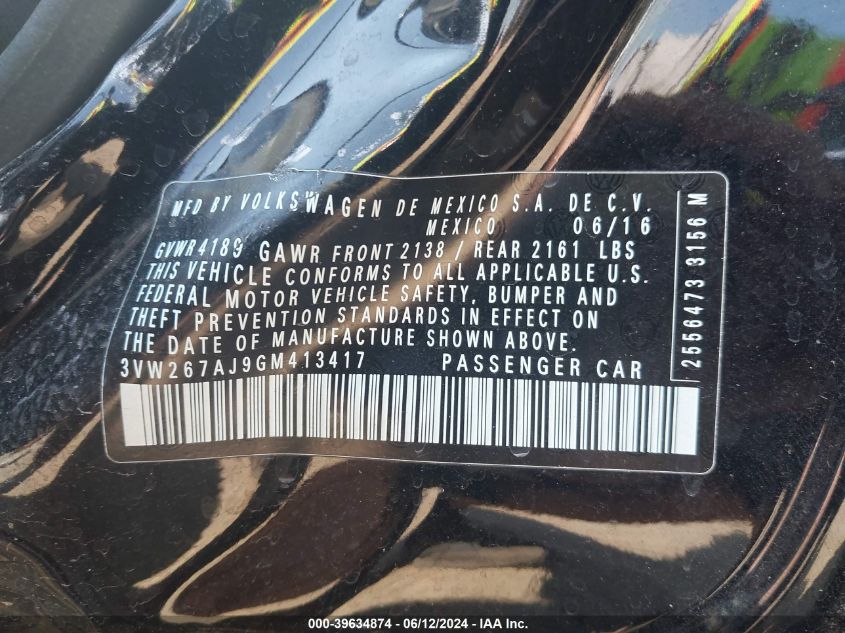 MFD BY VOLKSWAGEN DE MEXICO S.A. DE C.V.
MEXICO 06/16
GVWR 4189 GAWR FRONT 2138 / REAR 2161 LBS
THIS VEHICLE CONFORMS TO ALL APPLICABLE U.S.
FEDERAL MOTOR VEHICLE SAFETY, BUMPER AND
THEFT PREVENTION STANDARDS IN EFFECT ON
THE DATE OF MANUFACTURE SHOWN ABOVE.
3VW267AJ9GM413417 PASSENGER CAR
2556473 3156 M
000-39634874 / 06/12/2024 - IAA Inc.